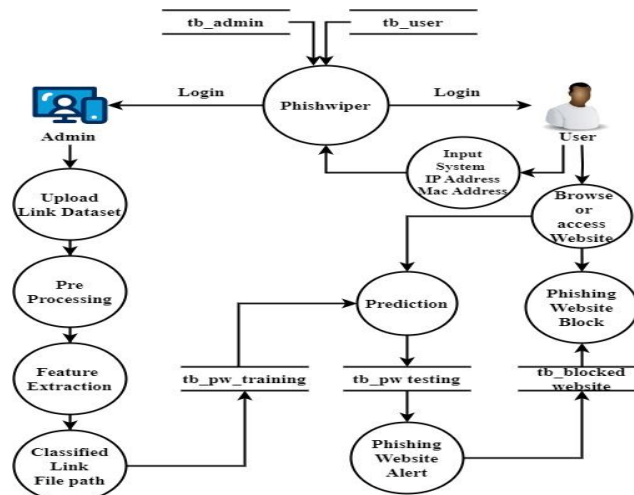 tb_admin
tb_user
Login
Phishwiper
Login
Admin
User
Input
System
IP Address
Mac Address
Upload
Link Dataset
Browse
or
access
Website
Pre
Processing
Prediction
Phishing
Website
Block
Feature
Extraction
tb_pw_training
tb_pw testing
tb_blocked
website
Classified
Link
File path
Phishing
Website
Alert